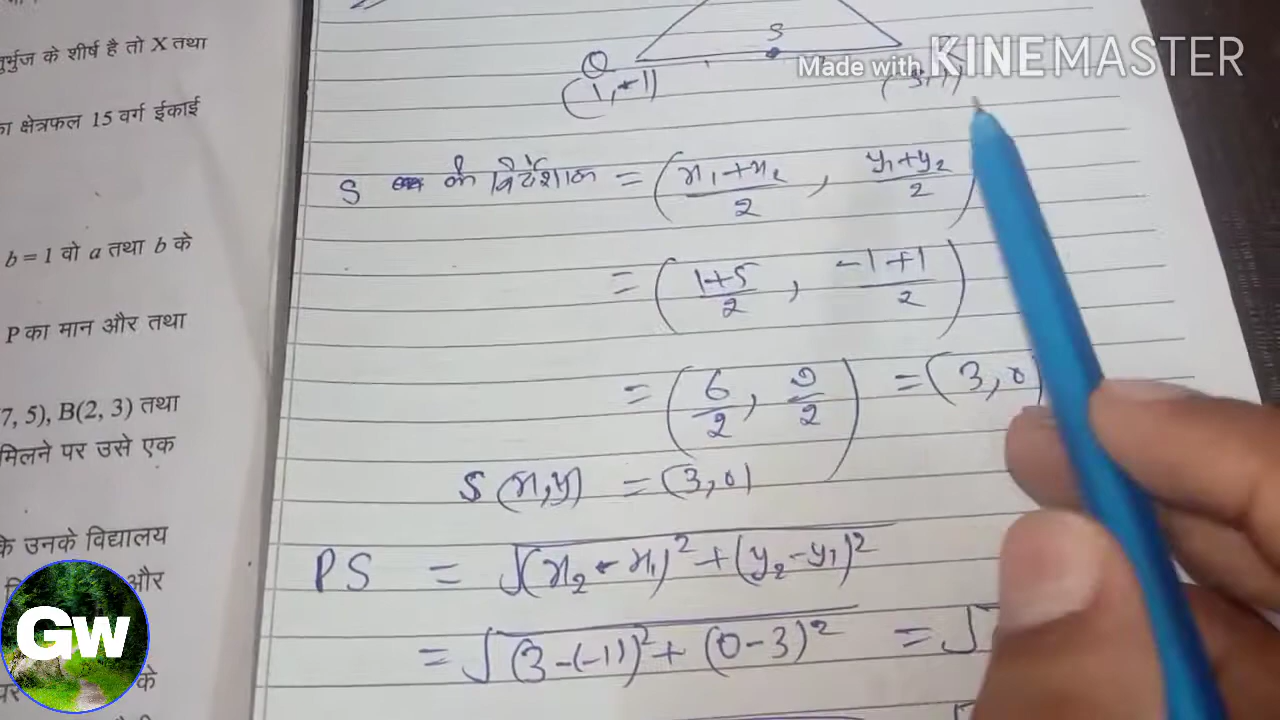 र्भुज के शीर्ष है तो X तथा
का क्षेत्रफल 15 वर्ग ईकाई
b = 1 वो a तथा b के
P का मान और तथा
7, 5), B(2, 3) तथा
मिलने पर उसे एक
के उनके विद्यालय
और
के
Made with KINEMASTER
S
Q
(1, -1)
S के निर्देशांक = (x₁+x₂/2 , y₁+y₂/2)
= (1+5/2 , -1+1/2)
= (6/2 , 0/2) = (3, 0)
S (x, y) = (3, 0)
PS = √(x₂ - x₁)² + (y₂ - y₁)²
= √(3-(-1))² + (0-3)² = √
GW